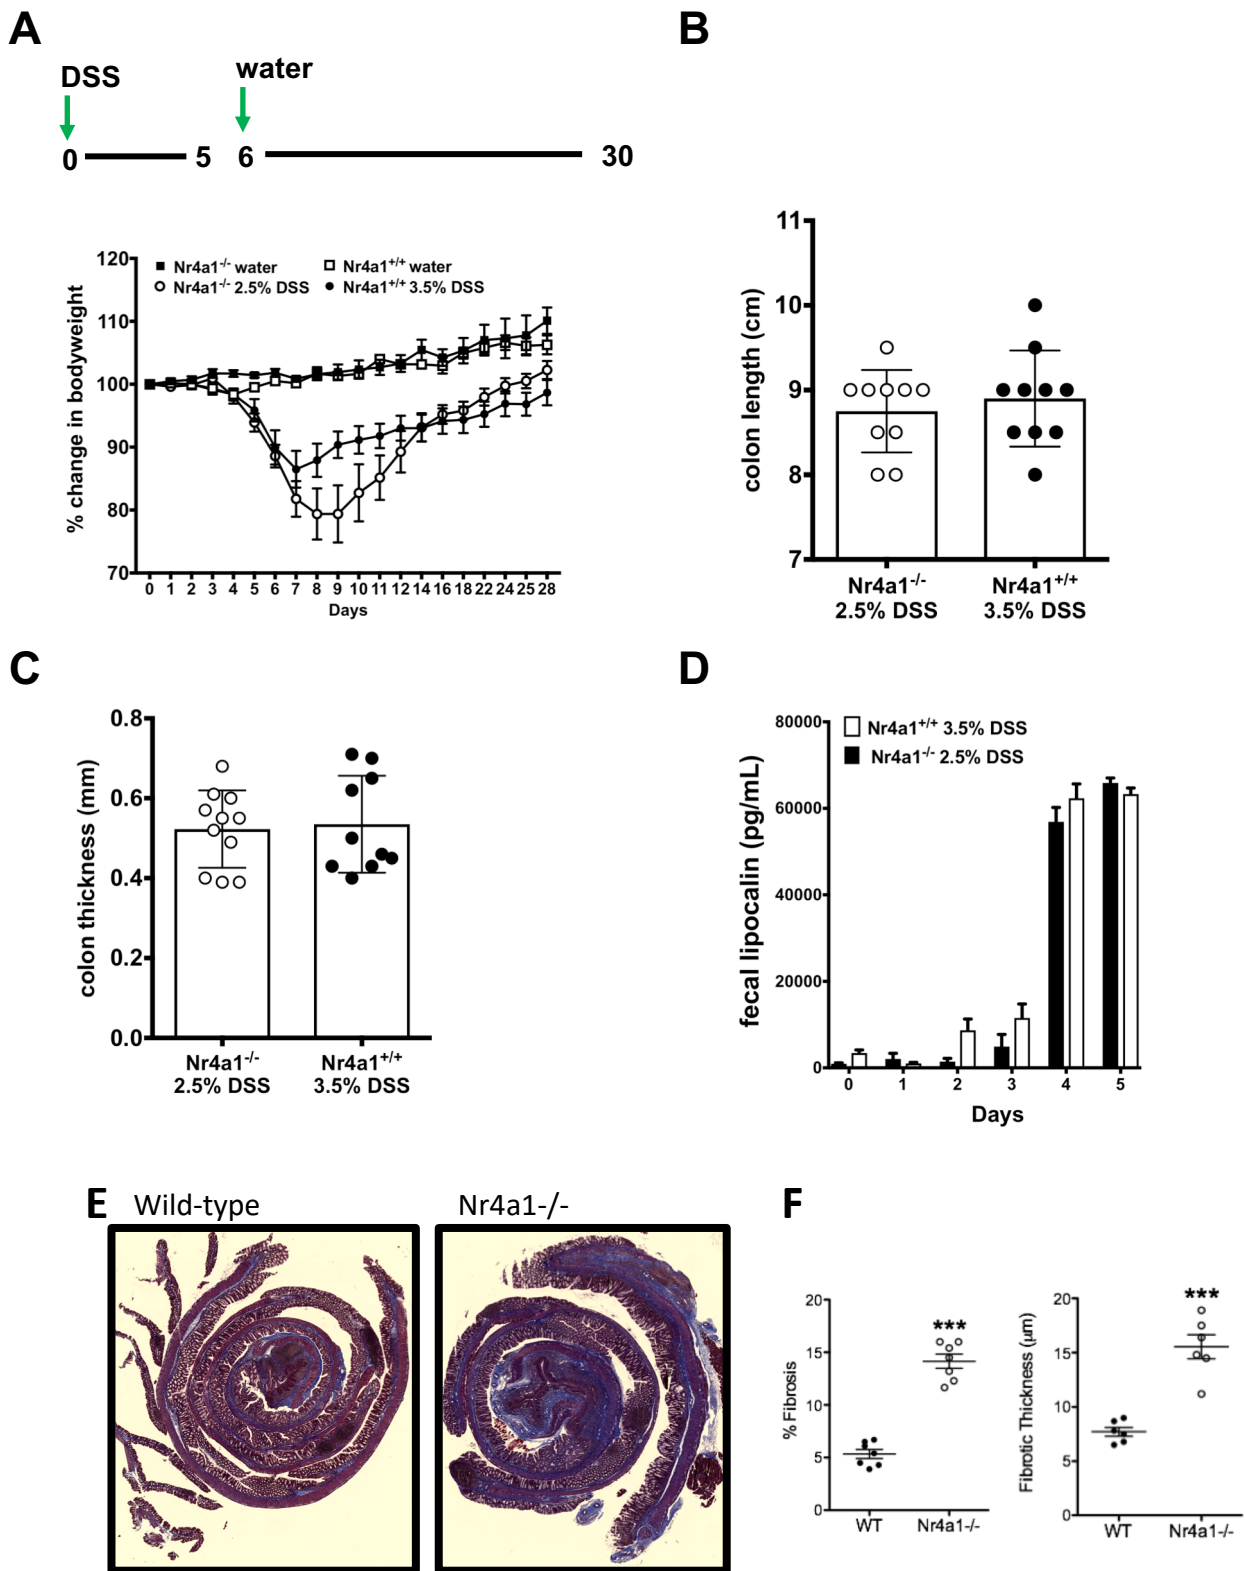 A
DSS
water
0
5
6
30
120
110
100
90
80
70
% change in bodyweight
Nr4a1-/- water
Nr4a1+/+ water
Nr4a1-/- 2.5% DSS
Nr4a1+/+ 3.5% DSS
0 1 2 3 4 5 6 7 8 9 10 11 12 14 16 18 22 24 25 28
Days
B
11
10
9
8
7
colon length (cm)
Nr4a1-/-
2.5% DSS
Nr4a1+/+
3.5% DSS
C
0.8
0.6
0.4
0.2
0.0
colon thickness (mm)
Nr4a1-/-
2.5% DSS
Nr4a1+/+
3.5% DSS
D
80000
60000
40000
20000
0
fecal lipocalin (pg/mL)
Nr4a1+/+ 3.5% DSS
Nr4a1-/- 2.5% DSS
0 1 2 3 4 5
Days
E
Wild-type
Nr4a1-/-
F
20
15
10
5
0
% Fibrosis
***
WT
Nr4a1-/-
20
15
10
5
0
Fibrotic Thickness (μm)
***
WT
Nr4a1-/-